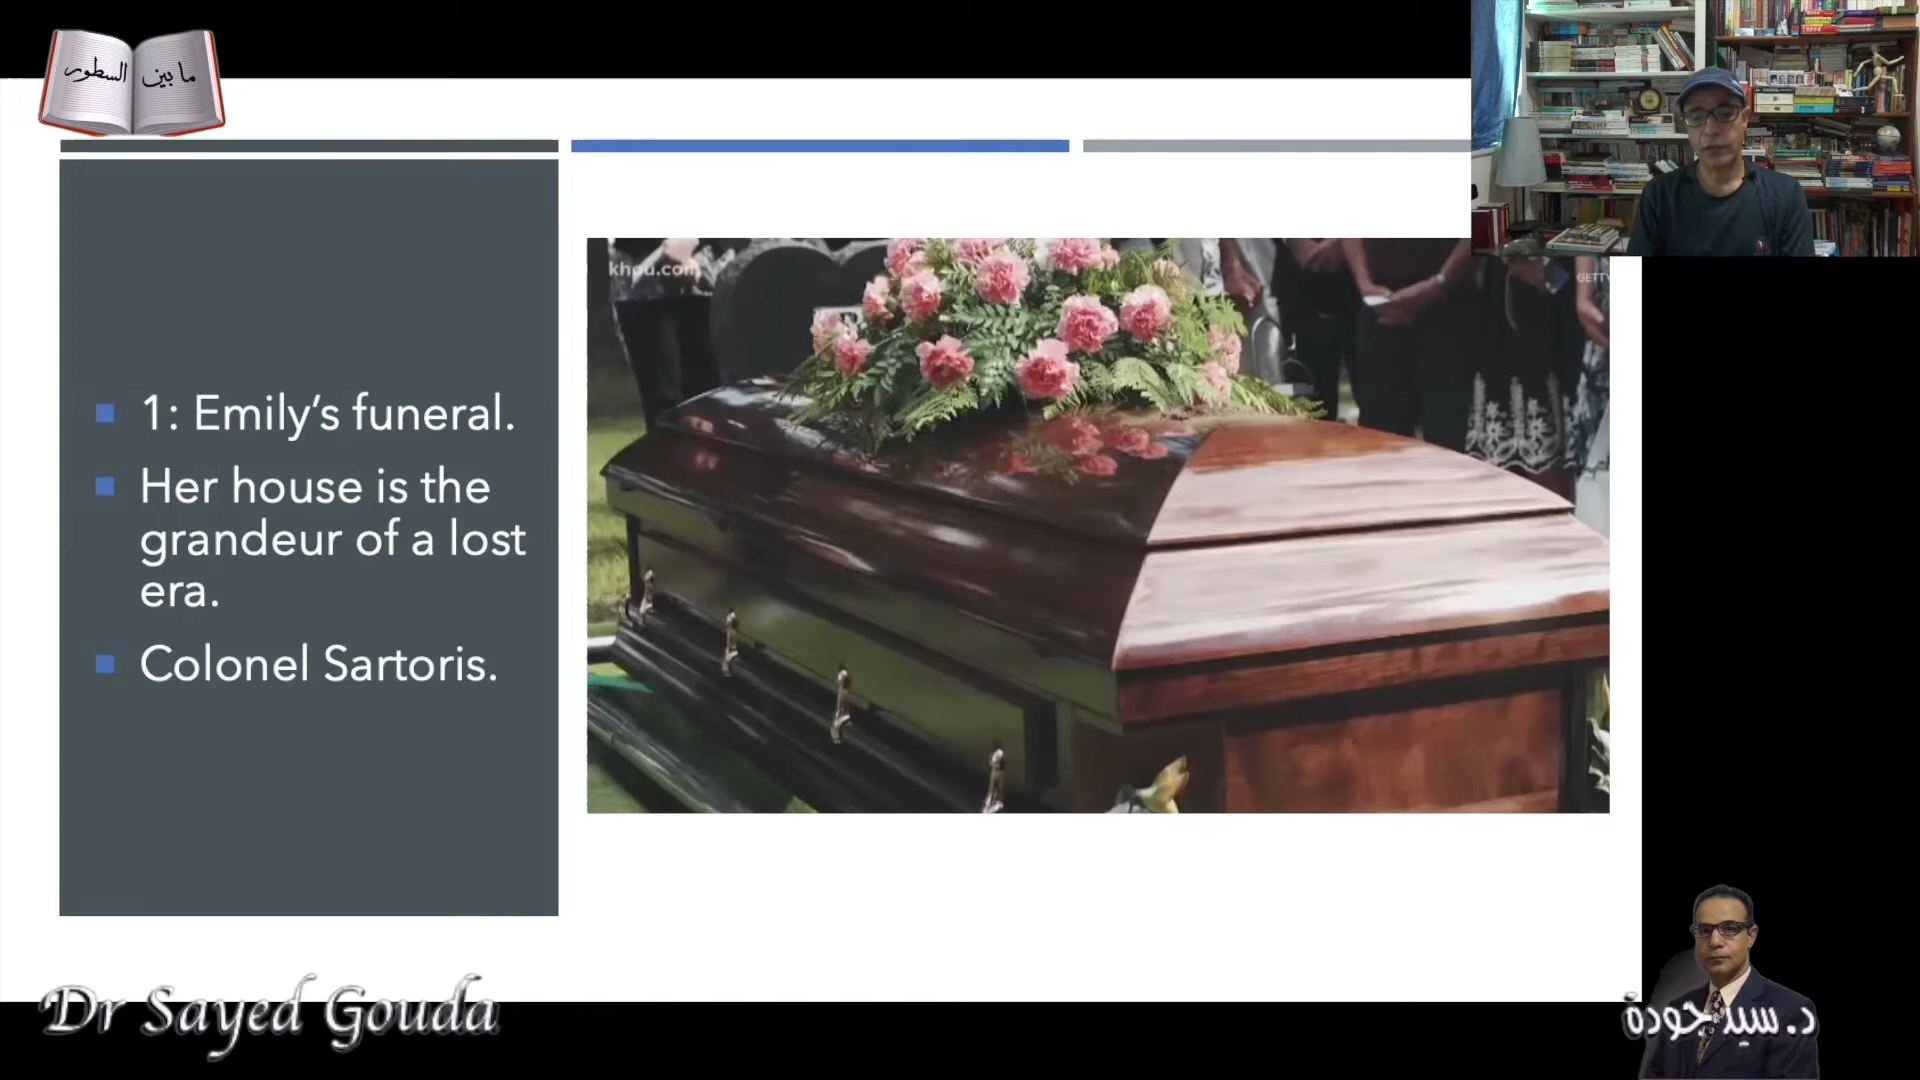 ما بين السطور
khou.com
GETTY
1: Emily’s funeral.
Her house is the
grandeur of a lost
era.
Colonel Sartoris.
Dr Sayed Gouda
د. سيد جودة